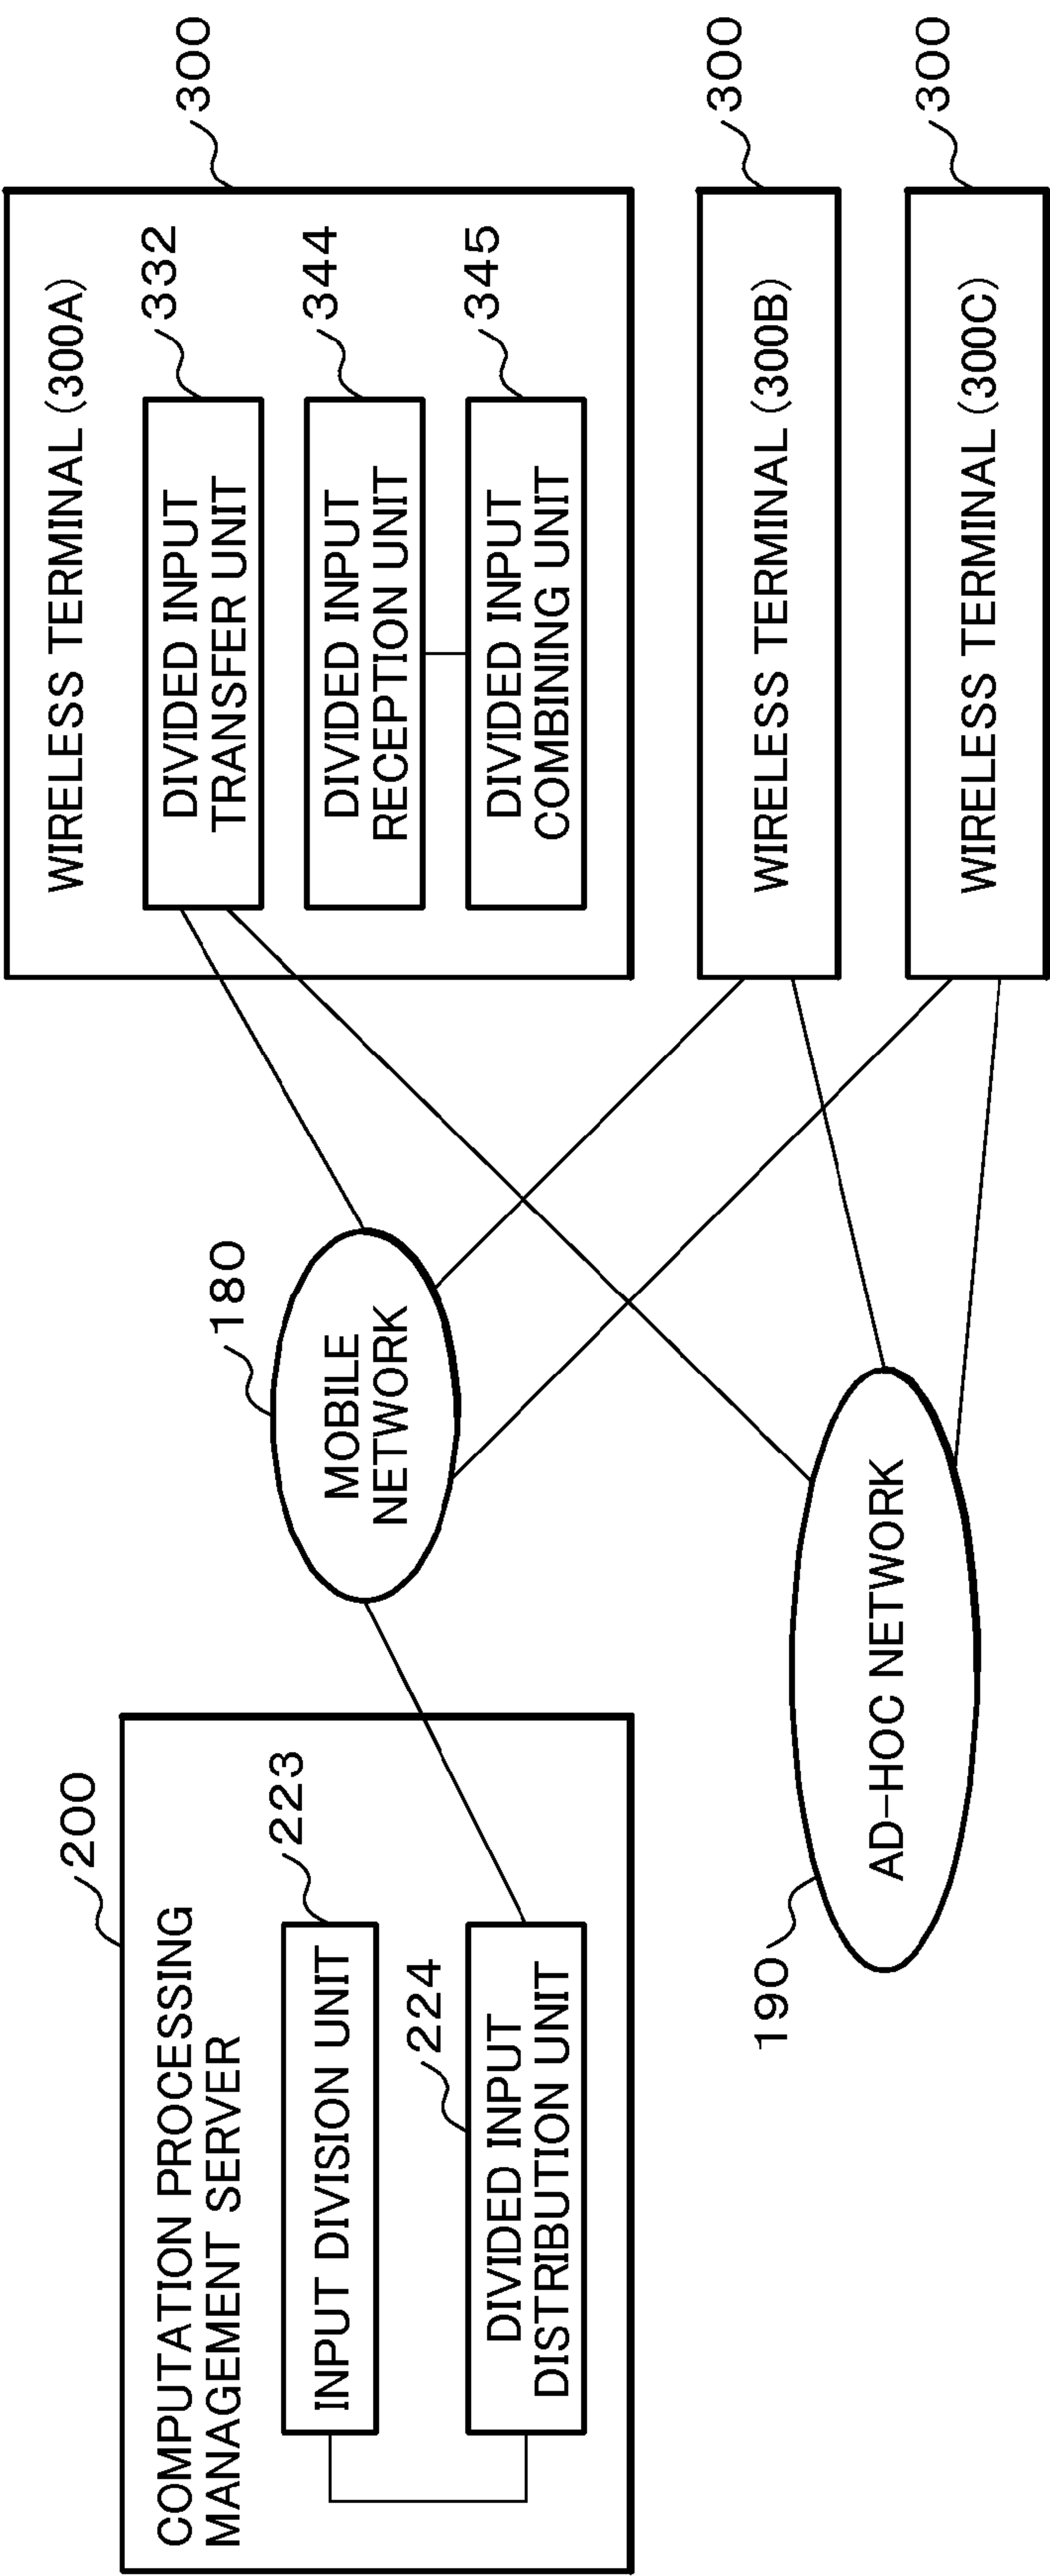 200
COMPUTATION PROCESSING
MANAGEMENT SERVER
223
INPUT DIVISION UNIT
224
DIVIDED INPUT
DISTRIBUTION UNIT
180
MOBILE
NETWORK
190
AD-HOC NETWORK
300
WIRELESS TERMINAL (300A)
332
DIVIDED INPUT
TRANSFER UNIT
344
DIVIDED INPUT
RECEPTION UNIT
345
DIVIDED INPUT
COMBINING UNIT
300
WIRELESS TERMINAL (300B)
300
WIRELESS TERMINAL (300C)